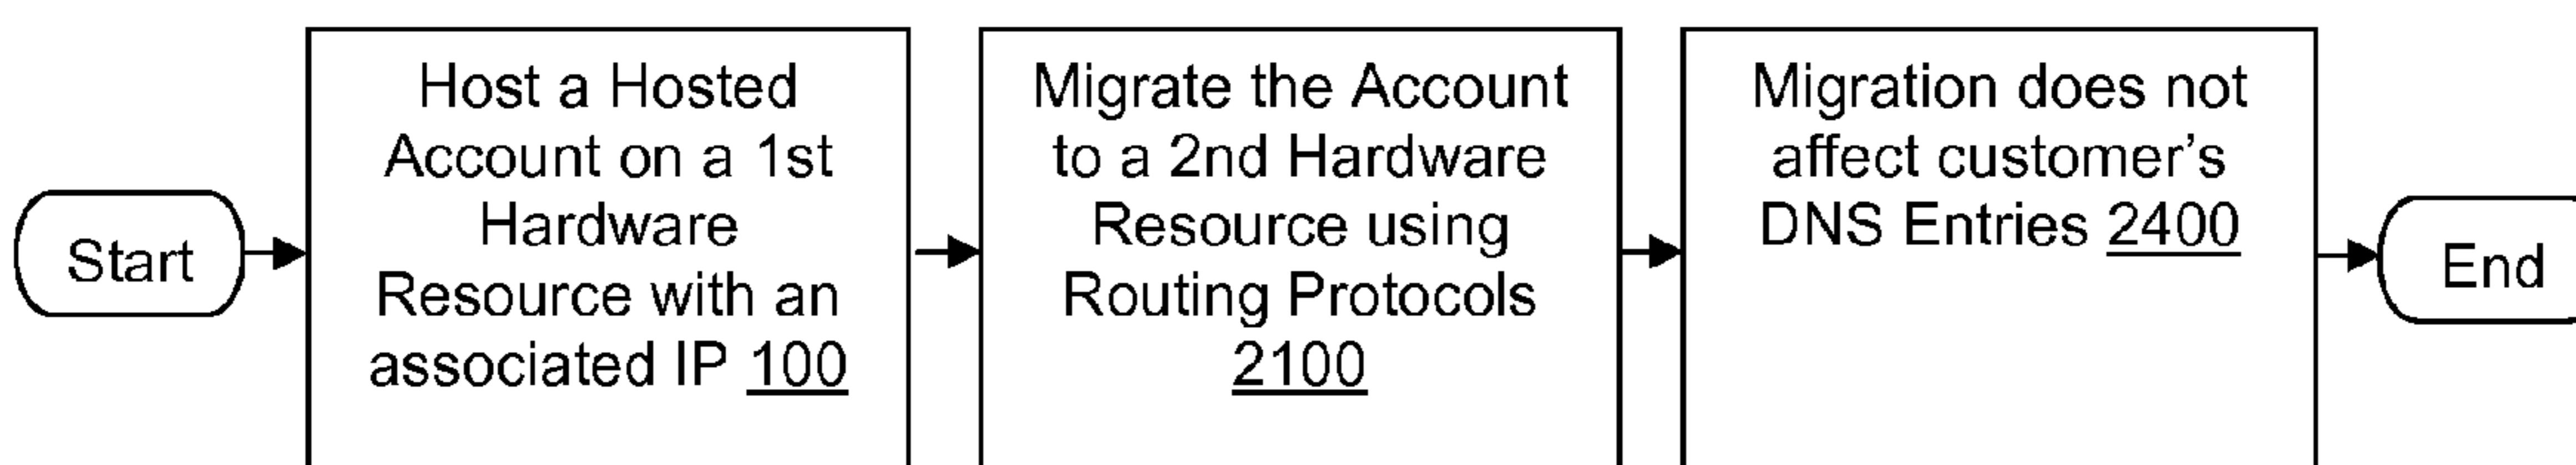 Start
Host a Hosted
Account on a 1st
Hardware
Resource with an
associated IP 100
Migrate the Account
to a 2nd Hardware
Resource using
Routing Protocols
2100
Migration does not
affect customer’s
DNS Entries 2400
End